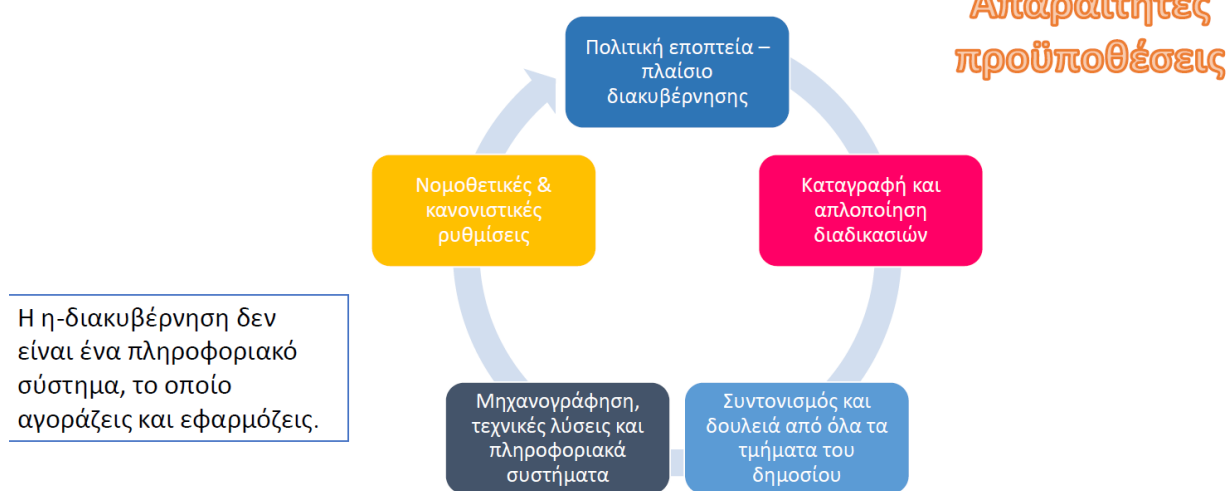 Απαραίτητες
προϋποθέσεις
Πολιτική εποπτεία –
πλαίσιο
διακυβέρνησης
Καταγραφή και
απλοποίηση
διαδικασιών
Συντονισμός και
δουλειά από όλα τα
τμήματα του
δημοσίου
Μηχανογράφηση,
τεχνικές λύσεις και
πληροφοριακά
συστήματα
Νομοθετικές &
κανονιστικές
ρυθμίσεις
Η η-διακυβέρνηση δεν
είναι ένα πληροφοριακό
σύστημα, το οποίο
αγοράζεις και εφαρμόζεις.